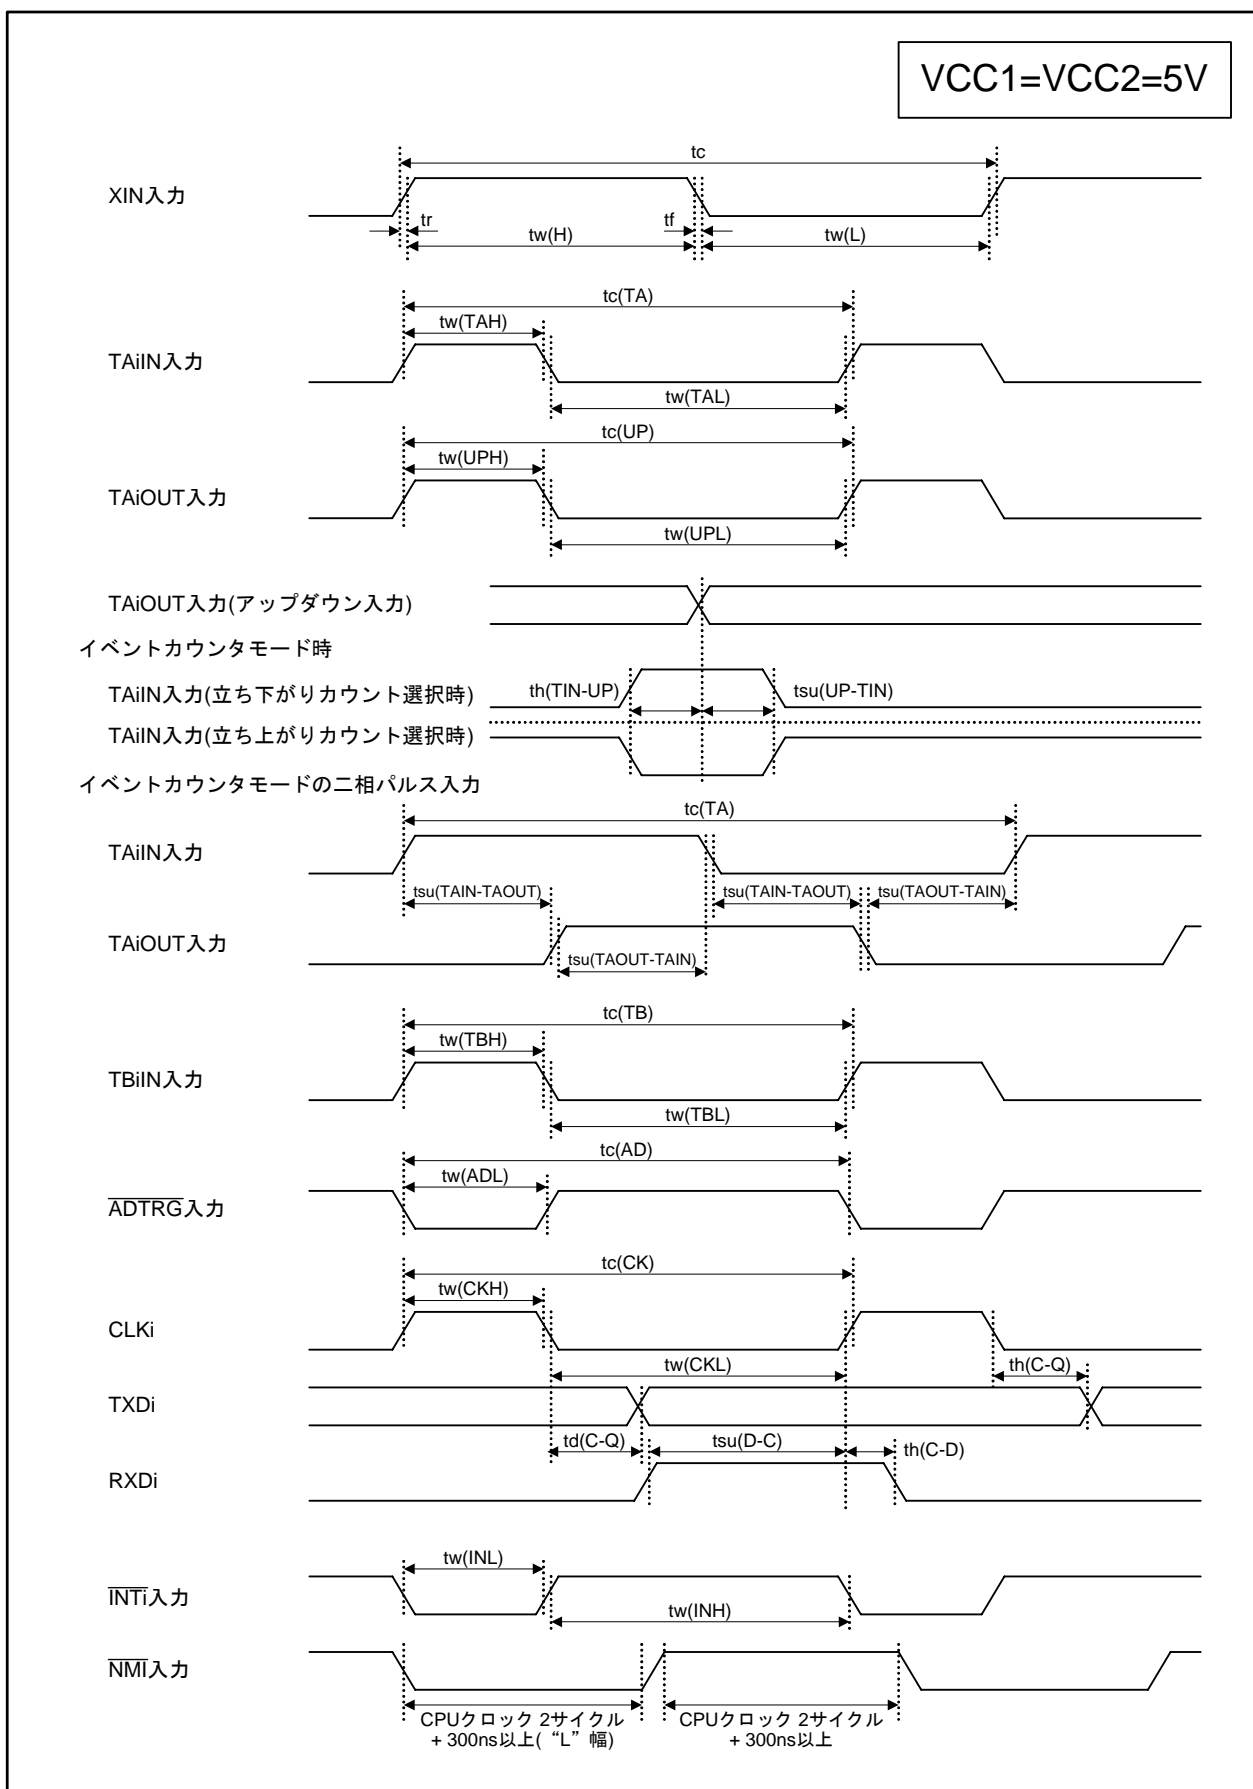 VCC1=VCC2=5V
tc
XIN入力
tr
tf
tw(H)
tw(L)
tc(TA)
tw(TAH)
TAiIN入力
tw(TAL)
tc(UP)
tw(UPH)
TAiOUT入力
tw(UPL)
TAiOUT入力(アップダウン入力)
イベントカウンタモード時
TAiIN入力(立ち下がりカウント選択時)
th(TIN-UP)
tsu(UP-TIN)
TAiIN入力(立ち上がりカウント選択時)
イベントカウンタモードの二相パルス入力
tc(TA)
TAiIN入力
tsu(TAIN-TAOUT)
tsu(TAIN-TAOUT)
tsu(TAOUT-TAIN)
TAiOUT入力
tsu(TAOUT-TAIN)
tc(TB)
tw(TBH)
TBiIN入力
tw(TBL)
tc(AD)
tw(ADL)
ADTRG入力
tc(CK)
tw(CKH)
CLKi
tw(CKL)
th(C-Q)
TXDi
td(C-Q)
tsu(D-C)
th(C-D)
RXDi
tw(INL)
INTi入力
tw(INH)
NMI入力
CPUクロック 2サイクル
+ 300ns以上(“L”幅)
CPUクロック 2サイクル
+ 300ns以上